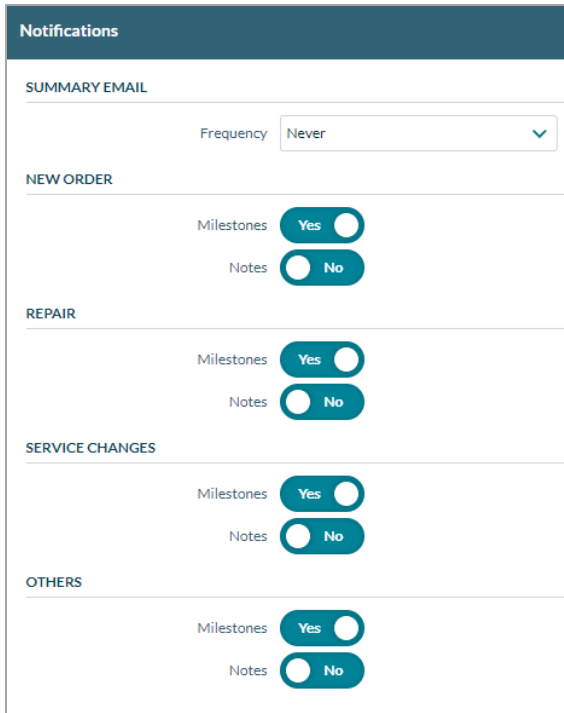 Notifications
SUMMARY EMAIL
Frequency Never
NEW ORDER
Milestones Yes
Notes No
REPAIR
Milestones Yes
Notes No
SERVICE CHANGES
Milestones Yes
Notes No
OTHERS
Milestones Yes
Notes No